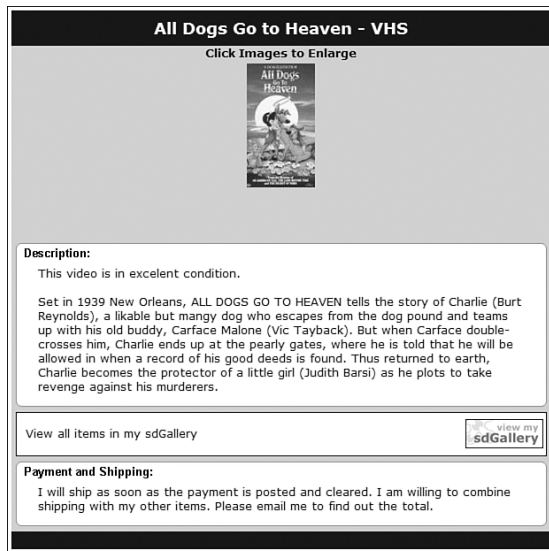 All Dogs Go to Heaven - VHS
Click Images to Enlarge
All Dogs
Go To
Heaven
Description:
This video is in excelent condition.
Set in 1939 New Orleans, ALL DOGS GO TO HEAVEN tells the story of Charlie (Burt
Reynolds), a likable but mangy dog who escapes from the dog pound and teams
up with his old buddy, Carface Malone (Vic Tayback). But when Carface double-
crosses him, Charlie ends up at the pearly gates, where he is told that he will be
allowed in when a record of his good deeds is found. Thus returned to earth,
Charlie becomes the protector of a little girl (Judith Barsi) as he plots to take
revenge against his murderers.
View all items in my sdGallery
view my
sdGallery
Payment and Shipping:
I will ship as soon as the payment is posted and cleared. I am willing to combine
shipping with my other items. Please email me to find out the total.